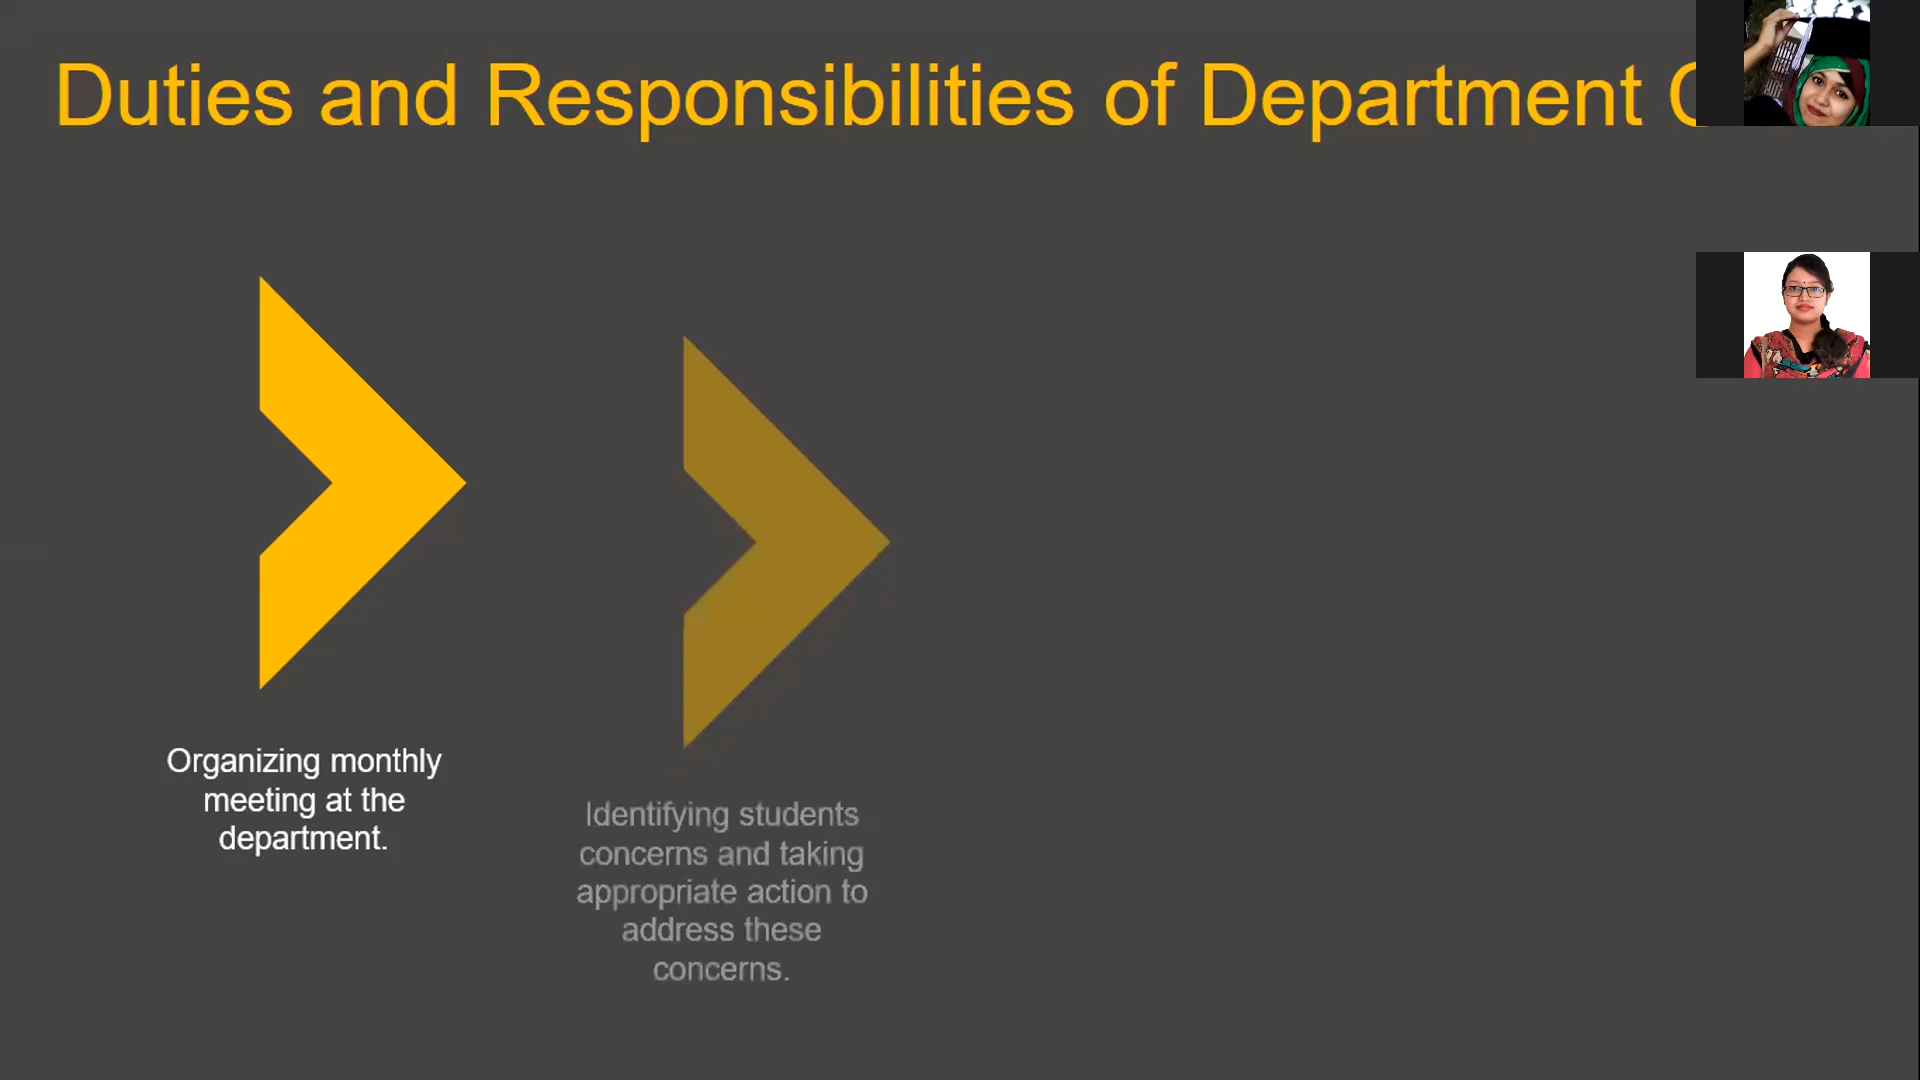 Duties and Responsibilities of Department
Organizing monthly
meeting at the
department.
Identifying students
concerns and taking
appropriate action to
address these
concerns.